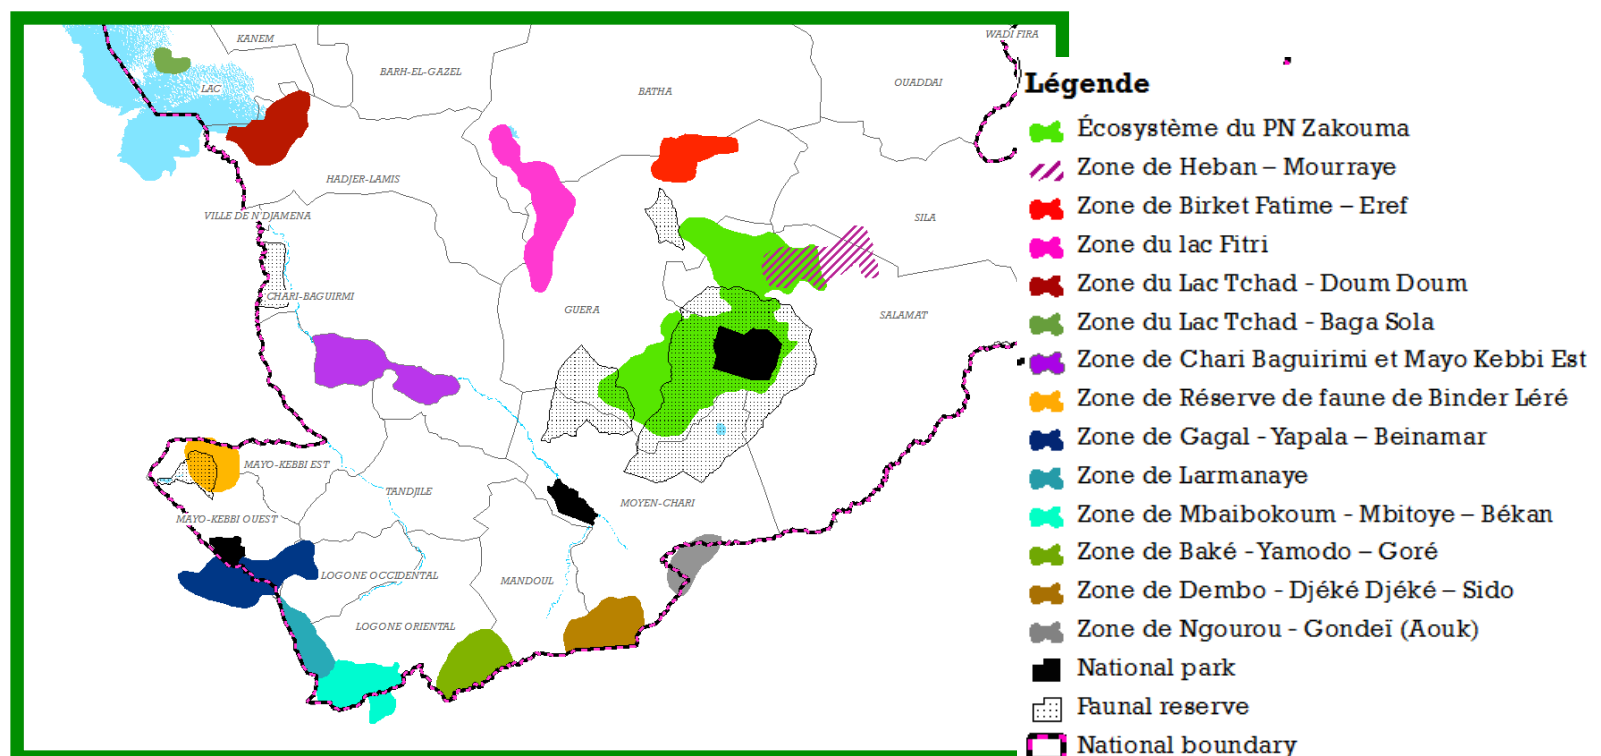 KANEM
WADI FIRA
BARH-EL-GAZEL
OUADDAI
LAC
BATHA
HADJER-LAMIS
VILLE DE N'DJAMENA
SILA
CHARI-BAGUIRMI
GUERA
SALAMAT
MAYO-KEBBI EST
TANDJILE
MOYEN-CHARI
MAYO-KEBBI OUEST
LOGONE OCCIDENTAL
MANDOUL
LOGONE ORIENTAL
Légende
Écosystème du PN Zakouma
Zone de Heban – Mourraye
Zone de Birket Fatime – Eref
Zone du lac Fitri
Zone du Lac Tchad - Doum Doum
Zone du Lac Tchad - Baga Sola
Zone de Chari Baguirimi et Mayo Kebbi Est
Zone de Réserve de faune de Binder Léré
Zone de Gagal - Yapala – Beinamar
Zone de Larmanaye
Zone de Mbaibokoum - Mbitoye – Békan
Zone de Baké - Yamodo – Goré
Zone de Dembo - Djéké Djéké – Sido
Zone de Ngourou - Gondeï (Aouk)
National park
Faunal reserve
National boundary